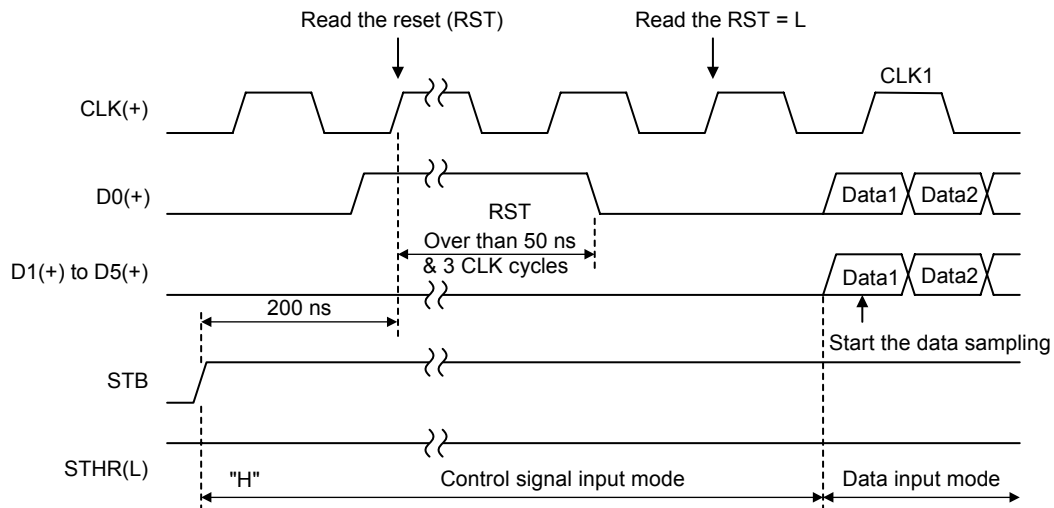 Read the reset (RST)
Read the RST = L
CLK(+)
CLK1
D0(+)
Data1
Data2
RST
Over than 50 ns
& 3 CLK cycles
D1(+) to D5(+)
Data1
Data2
200 ns
Start the data sampling
STB
STHR(L)
"H"
Control signal input mode
Data input mode